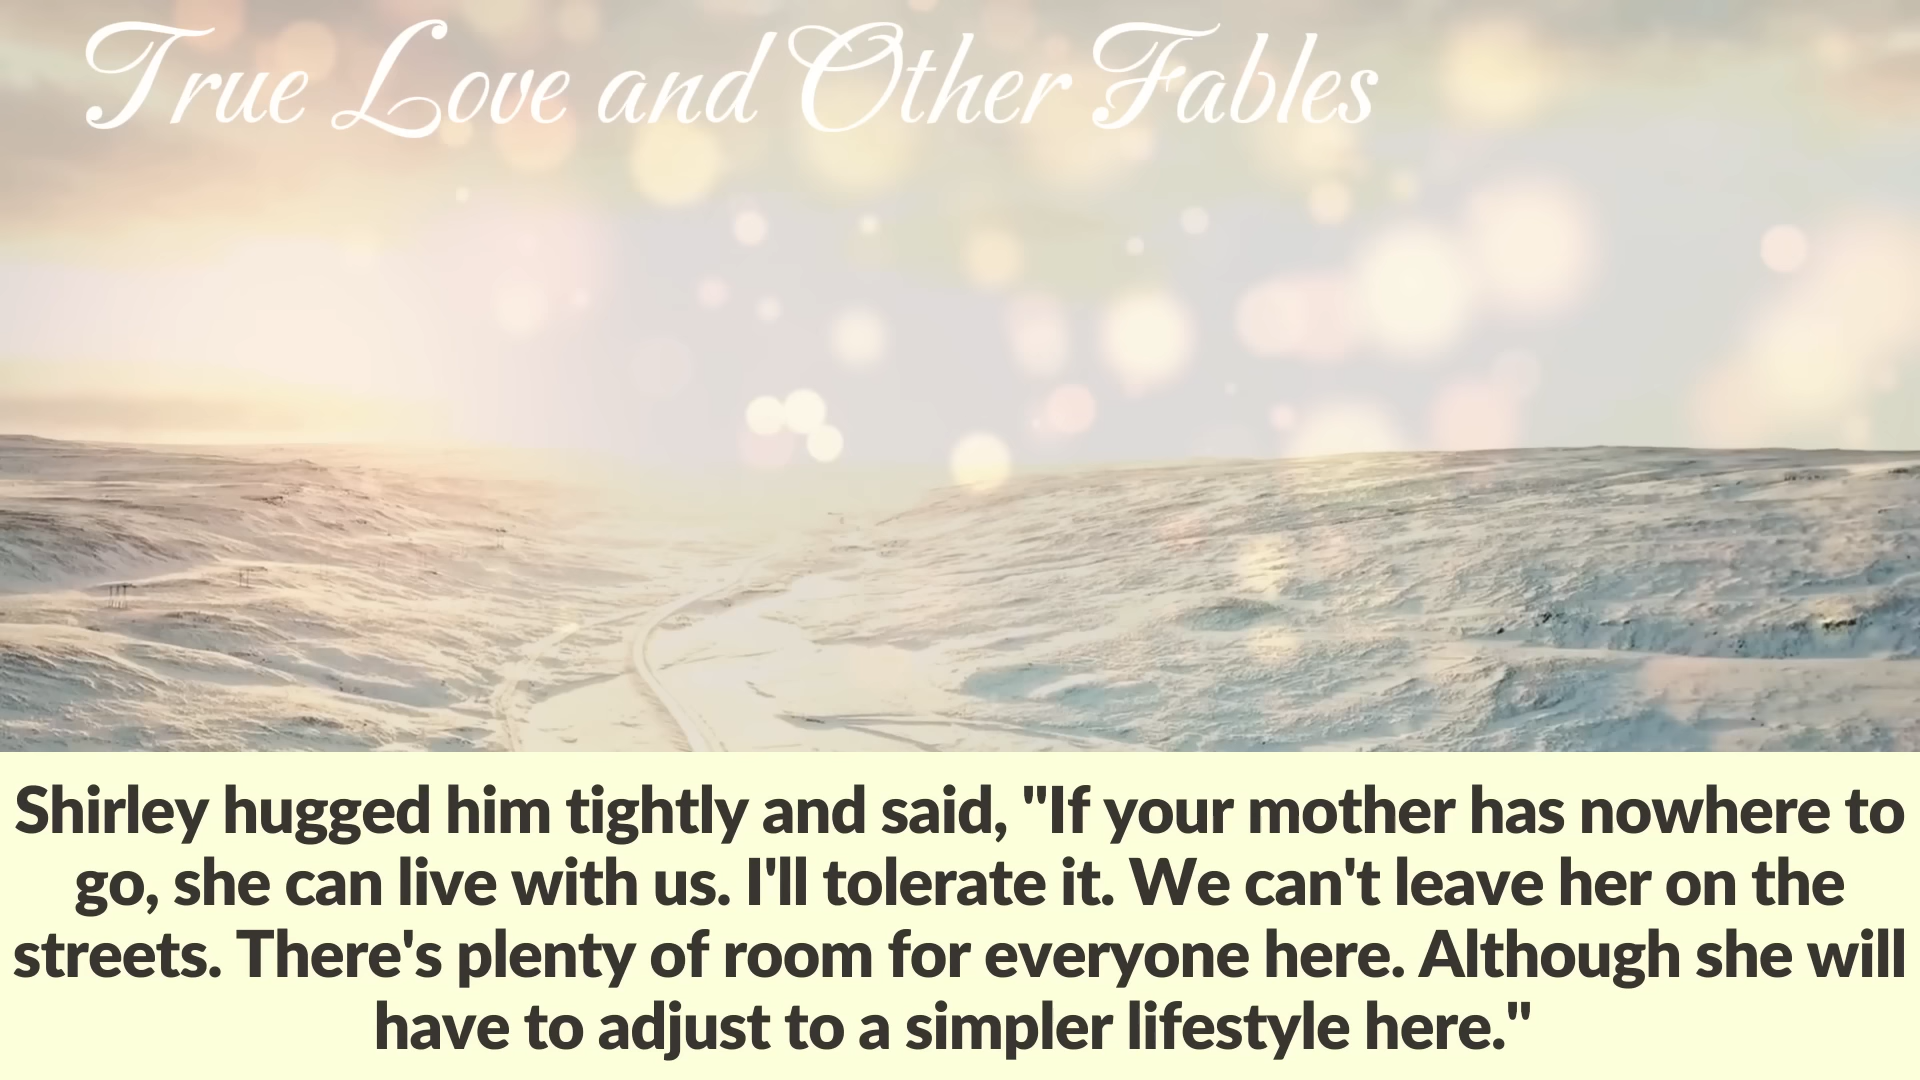 True Love and Other Fables
Shirley hugged him tightly and said, "If your mother has nowhere to
go, she can live with us. I'll tolerate it. We can't leave her on the
streets. There's plenty of room for everyone here. Although she will
have to adjust to a simpler lifestyle here."